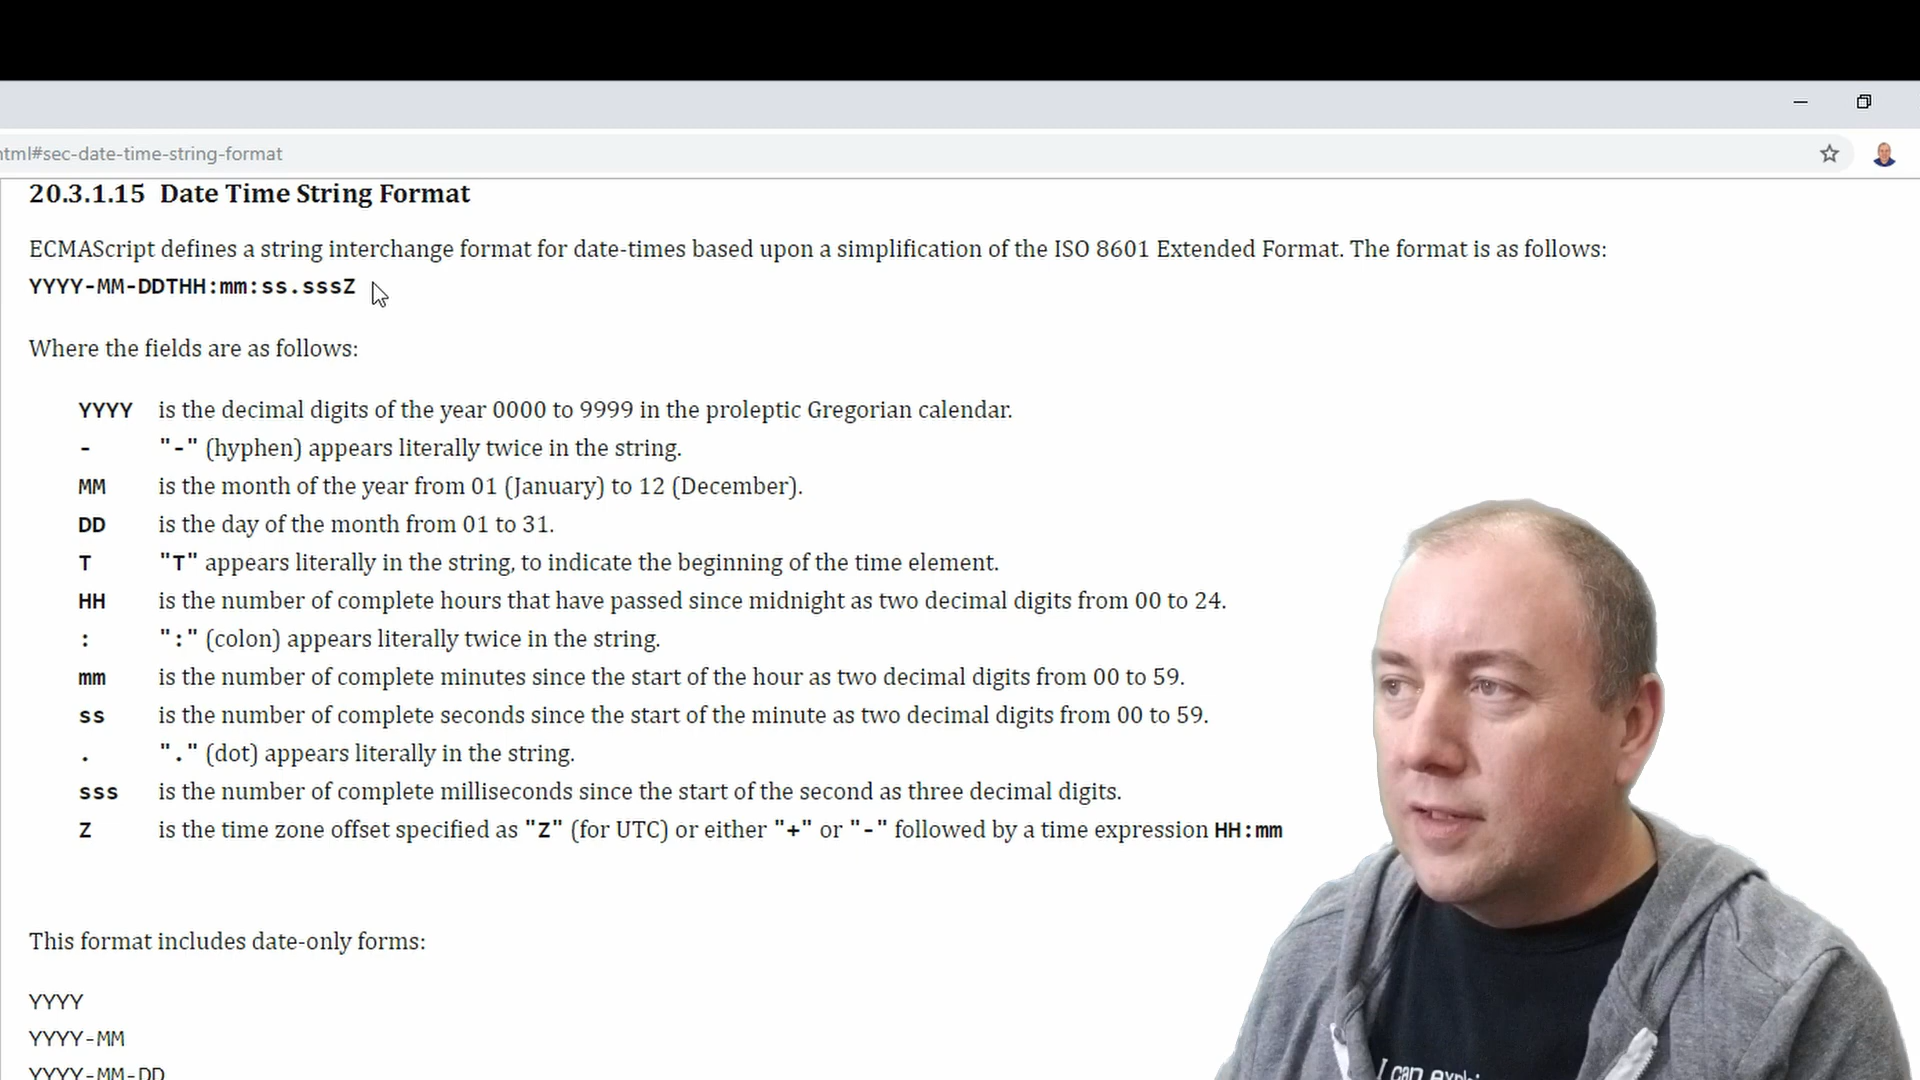 tml#sec-date-time-string-format
20.3.1.15 Date Time String Format
ECMAScript defines a string interchange format for date-times based upon a simplification of the ISO 8601 Extended Format. The format is as follows:
YYYY-MM-DDTHH:mm:ss.sssZ
Where the fields are as follows:
YYYY is the decimal digits of the year 0000 to 9999 in the proleptic Gregorian calendar.
- "-" (hyphen) appears literally twice in the string.
MM is the month of the year from 01 (January) to 12 (December).
DD is the day of the month from 01 to 31.
T "T" appears literally in the string, to indicate the beginning of the time element.
HH is the number of complete hours that have passed since midnight as two decimal digits from 00 to 24.
: ":" (colon) appears literally twice in the string.
mm is the number of complete minutes since the start of the hour as two decimal digits from 00 to 59.
ss is the number of complete seconds since the start of the minute as two decimal digits from 00 to 59.
. "." (dot) appears literally in the string.
sss is the number of complete milliseconds since the start of the second as three decimal digits.
Z is the time zone offset specified as "Z" (for UTC) or either "+" or "-" followed by a time expression HH:mm
This format includes date-only forms:
YYYY
YYYY-MM
YYYY-MM-DD
I can